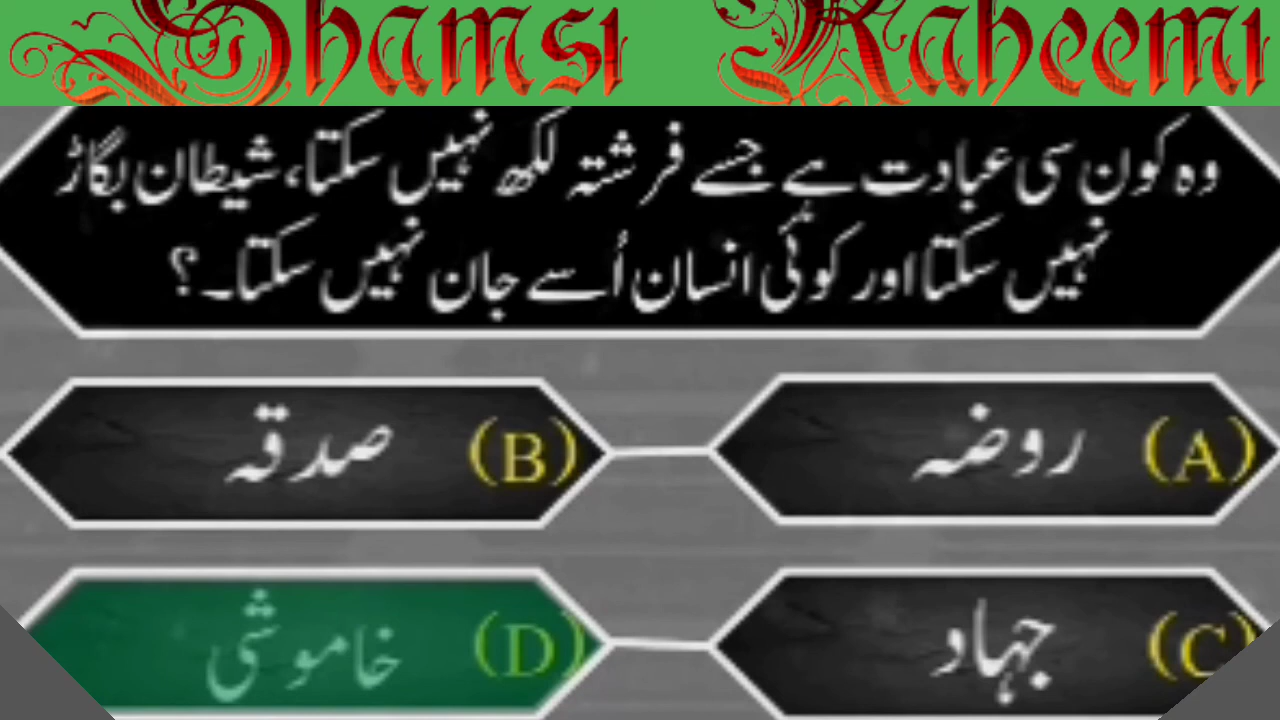 Shamsi Raheemi
وہ کون سی عبادت ہے جسے فرشتہ لکھ نہیں سکتا، شیطان بگاڑ
نہیں سکتا اور کوئی انسان اُسے جان نہیں سکتا۔؟
(A) روضہ
(B) صدقہ
(C) جہاد
(D) خاموشی